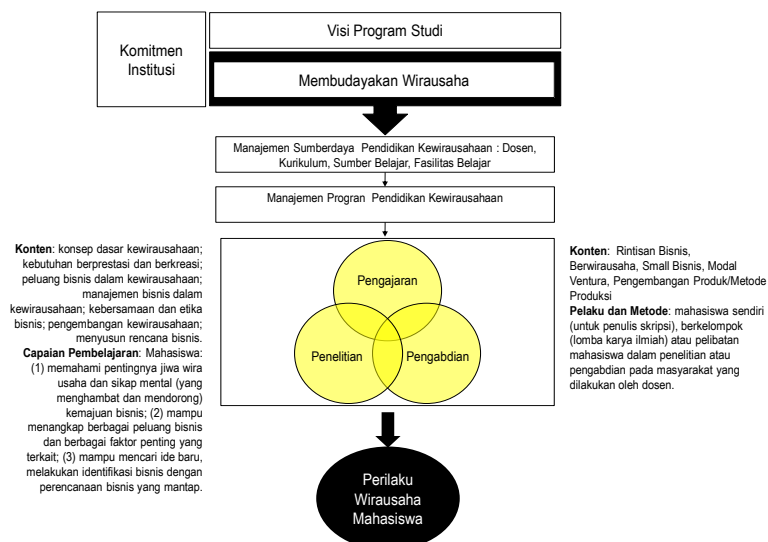 Komitmen
Institusi
Visi Program Studi
Membudayakan Wirausaha
Manajemen Sumberdaya Pendidikan Kewirausahaan : Dosen,
Kurikulum, Sumber Belajar, Fasilitas Belajar
Manajemen Progran Pendidikan Kewirausahaan
Konten: konsep dasar kewirausahaan;
kebutuhan berprestasi dan berkreasi;
peluang bisnis dalam kewirausahaan;
manajemen bisnis dalam
kewirausahaan; kebersamaan dan etika
bisnis; pengembangan kewirausahaan;
menyusun rencana bisnis.
Capaian Pembelajaran: Mahasiswa:
(1) memahami pentingnya jiwa wira
usaha dan sikap mental (yang
menghambat dan mendorong)
kemajuan bisnis; (2) mampu
menangkap berbagai peluang bisnis
dan berbagai faktor penting yang
terkait; (3) mampu mencari ide baru,
melakukan identifikasi bisnis dengan
perencanaan bisnis yang mantap.
Pengajaran
Penelitian
Pengabdian
Konten: Rintisan Bisnis,
Berwirausaha, Small Bisnis, Modal
Ventura, Pengembangan Produk/Metode
Produksi
Pelaku dan Metode: mahasiswa sendiri
(untuk penulis skripsi), berkelompok
(lomba karya ilmiah) atau pelibatan
mahasiswa dalam penelitian atau
pengabdian pada masyarakat yang
dilakukan oleh dosen.
Perilaku
Wirausaha
Mahasiswa